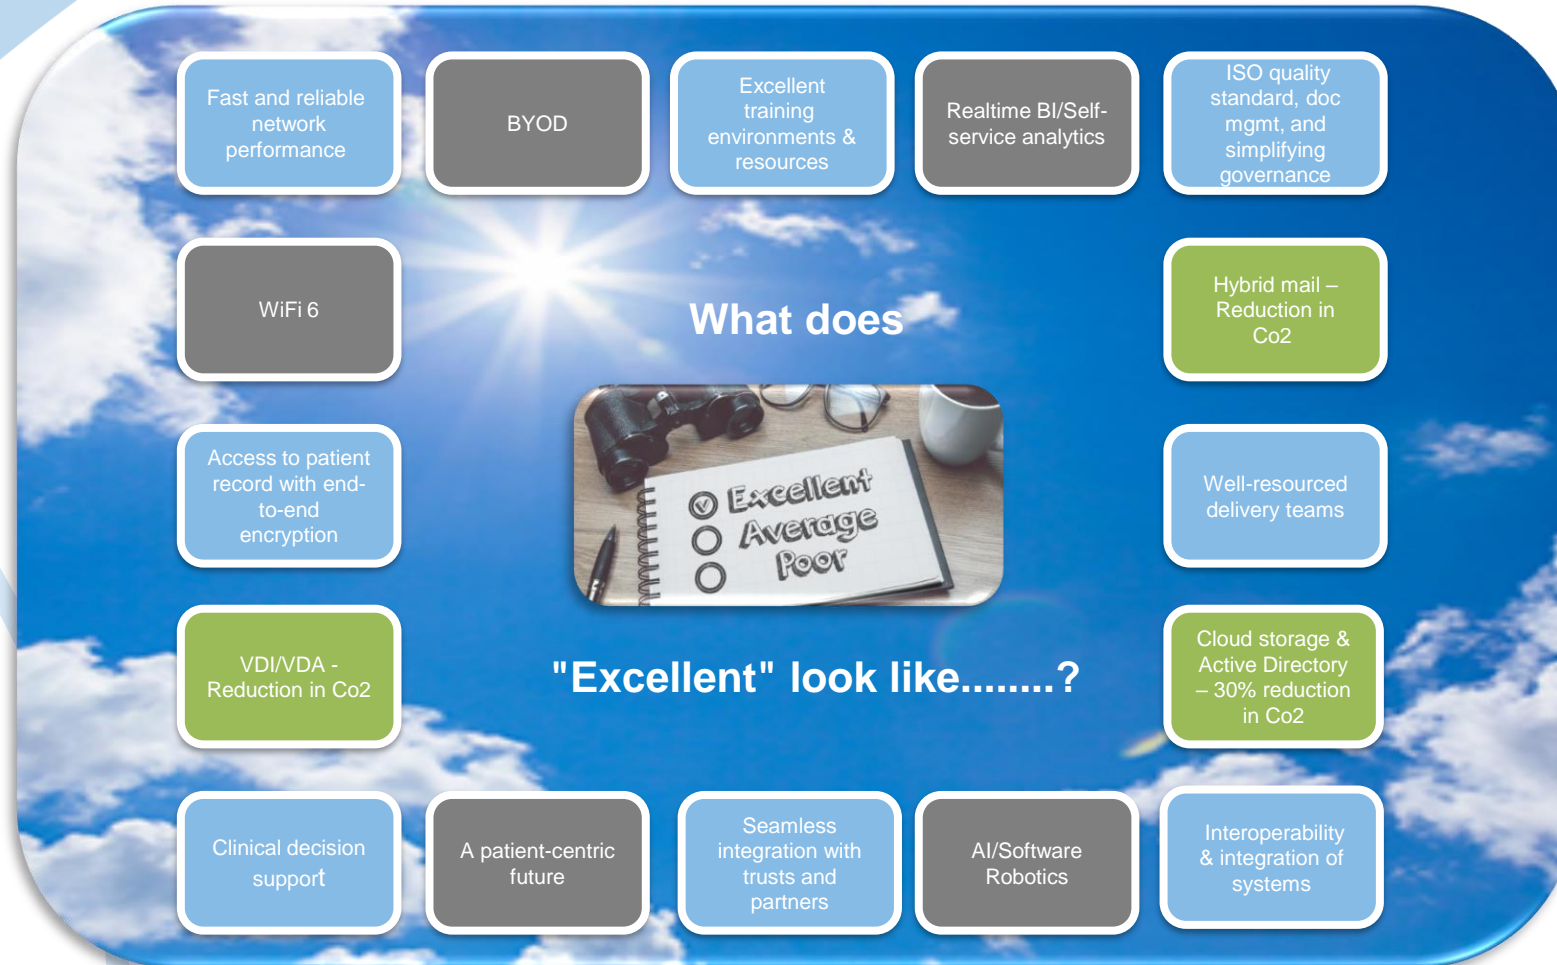 Fast and reliable
network
performance
BYOD
Excellent
training
environments &
resources
Realtime BI/Self-
service analytics
ISO quality
standard, doc
mgmt, and
simplifying
governance
WiFi 6
What does
Hybrid mail –
Reduction in
Co2
Access to patient
record with end-
to-end
encryption
Excellent
Average
Poor
Well-resourced
delivery teams
VDI/VDA -
Reduction in Co2
"Excellent" look like........?
Cloud storage &
Active Directory
– 30% reduction
in Co2
Clinical decision
support
A patient-centric
future
Seamless
integration with
trusts and
partners
AI/Software
Robotics
Interoperability
& integration of
systems